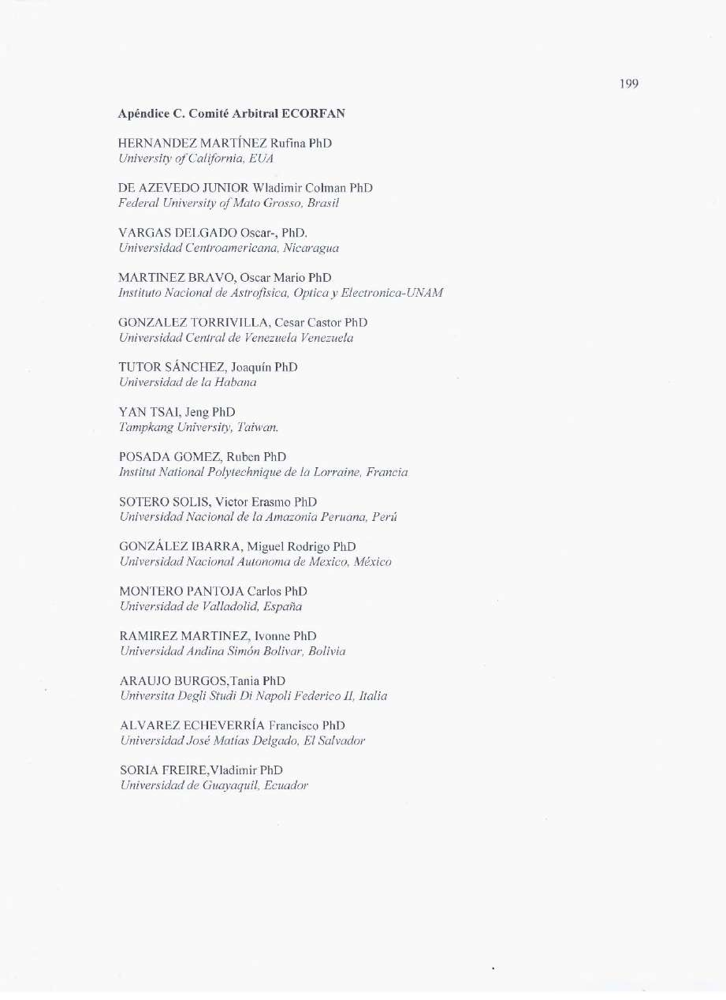 199
Apéndice C. Comité Arbitral ECORFAN
HERNANDEZ MARTÍNEZ Rufina PhD
University of California, EUA
DE AZEVEDO JUNIOR Wladimir Colman PhD
Federal University of Mato Grosso, Brasil
VARGAS DELGADO Oscar-, PhD.
Universidad Centroamericana, Nicaragua
MARTINEZ BRAVO, Oscar Mario PhD
Instituto Nacional de Astrofisica, Optica y Electronica-UNAM
GONZALEZ TORRIVILLA, Cesar Castor PhD
Universidad Central de Venezuela Venezuela
TUTOR SÁNCHEZ, Joaquín PhD
Universidad de la Habana
YAN TSAI, Jeng PhD
Tampkang University, Taiwan.
POSADA GOMEZ, Ruben PhD
Institut National Polytechnique de la Lorraine, Francia
SOTERO SOLIS, Victor Erasmo PhD
Universidad Nacional de la Amazonia Peruana, Perú
GONZÁLEZ IBARRA, Miguel Rodrigo PhD
Universidad Nacional Autonoma de Mexico, México
MONTERO PANTOJA Carlos PhD
Universidad de Valladolid, España
RAMIREZ MARTINEZ, Ivonne PhD
Universidad Andina Simón Bolivar, Bolivia
ARAUJO BURGOS,Tania PhD
Universita Degli Studi Di Napoli Federico II, Italia
ALVAREZ ECHEVERRÍA Francisco PhD
Universidad José Matías Delgado, El Salvador
SORIA FREIRE,Vladimir PhD
Universidad de Guayaquil, Ecuador